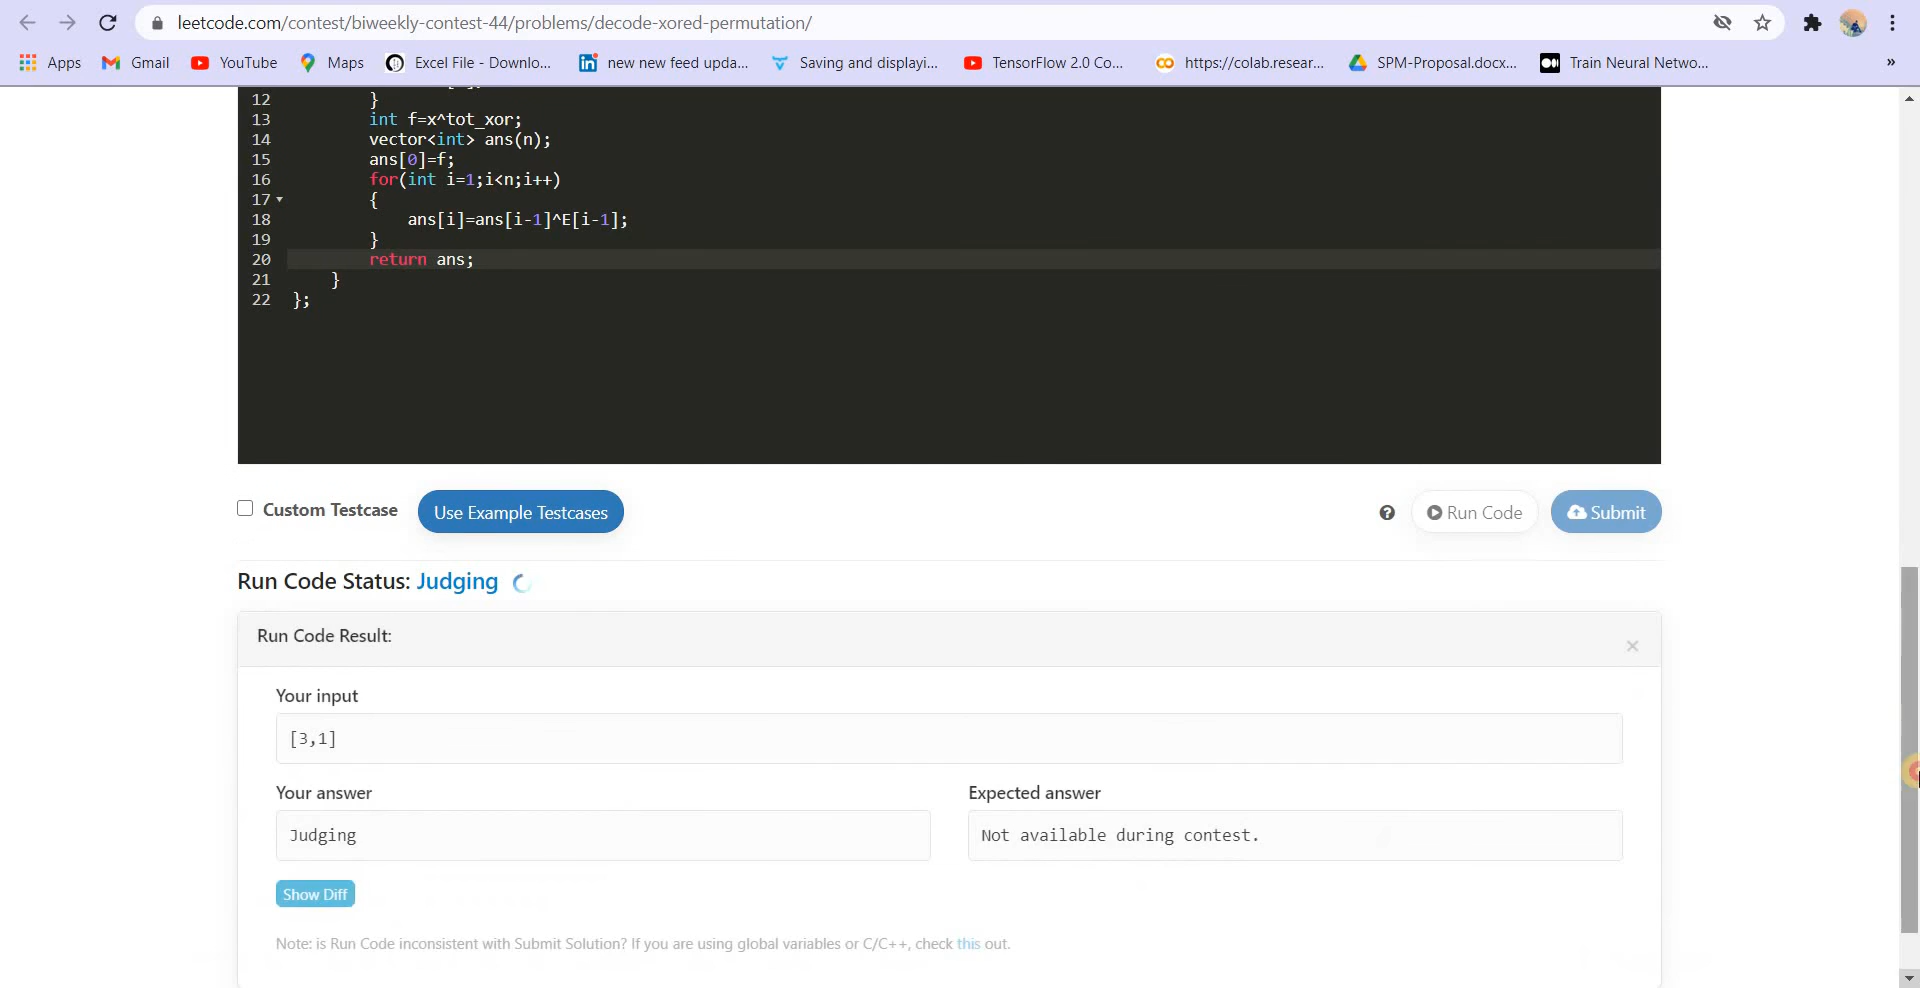 leetcode.com/contest/biweekly-contest-44/problems/decode-xored-permutation/
Apps Gmail YouTube Maps Excel File - Downlo... new new feed upda... Saving and displayi... TensorFlow 2.0 Co... https://colab.resear... SPM-Proposal.docx... Train Neural Netwo... »
12 }
13 int f=x^tot_xor;
14 vector<int> ans(n);
15 ans[0]=f;
16 for(int i=1;i<n;i++)
17 {
18 ans[i]=ans[i-1]^E[i-1];
19 }
20 return ans;
21 }
22 };
Custom Testcase Use Example Testcases Run Code Submit
Run Code Status: Judging
Run Code Result:
Your input
[3,1]
Your answer Expected answer
Judging Not available during contest.
Show Diff
Note: is Run Code inconsistent with Submit Solution? If you are using global variables or C/C++, check this out.